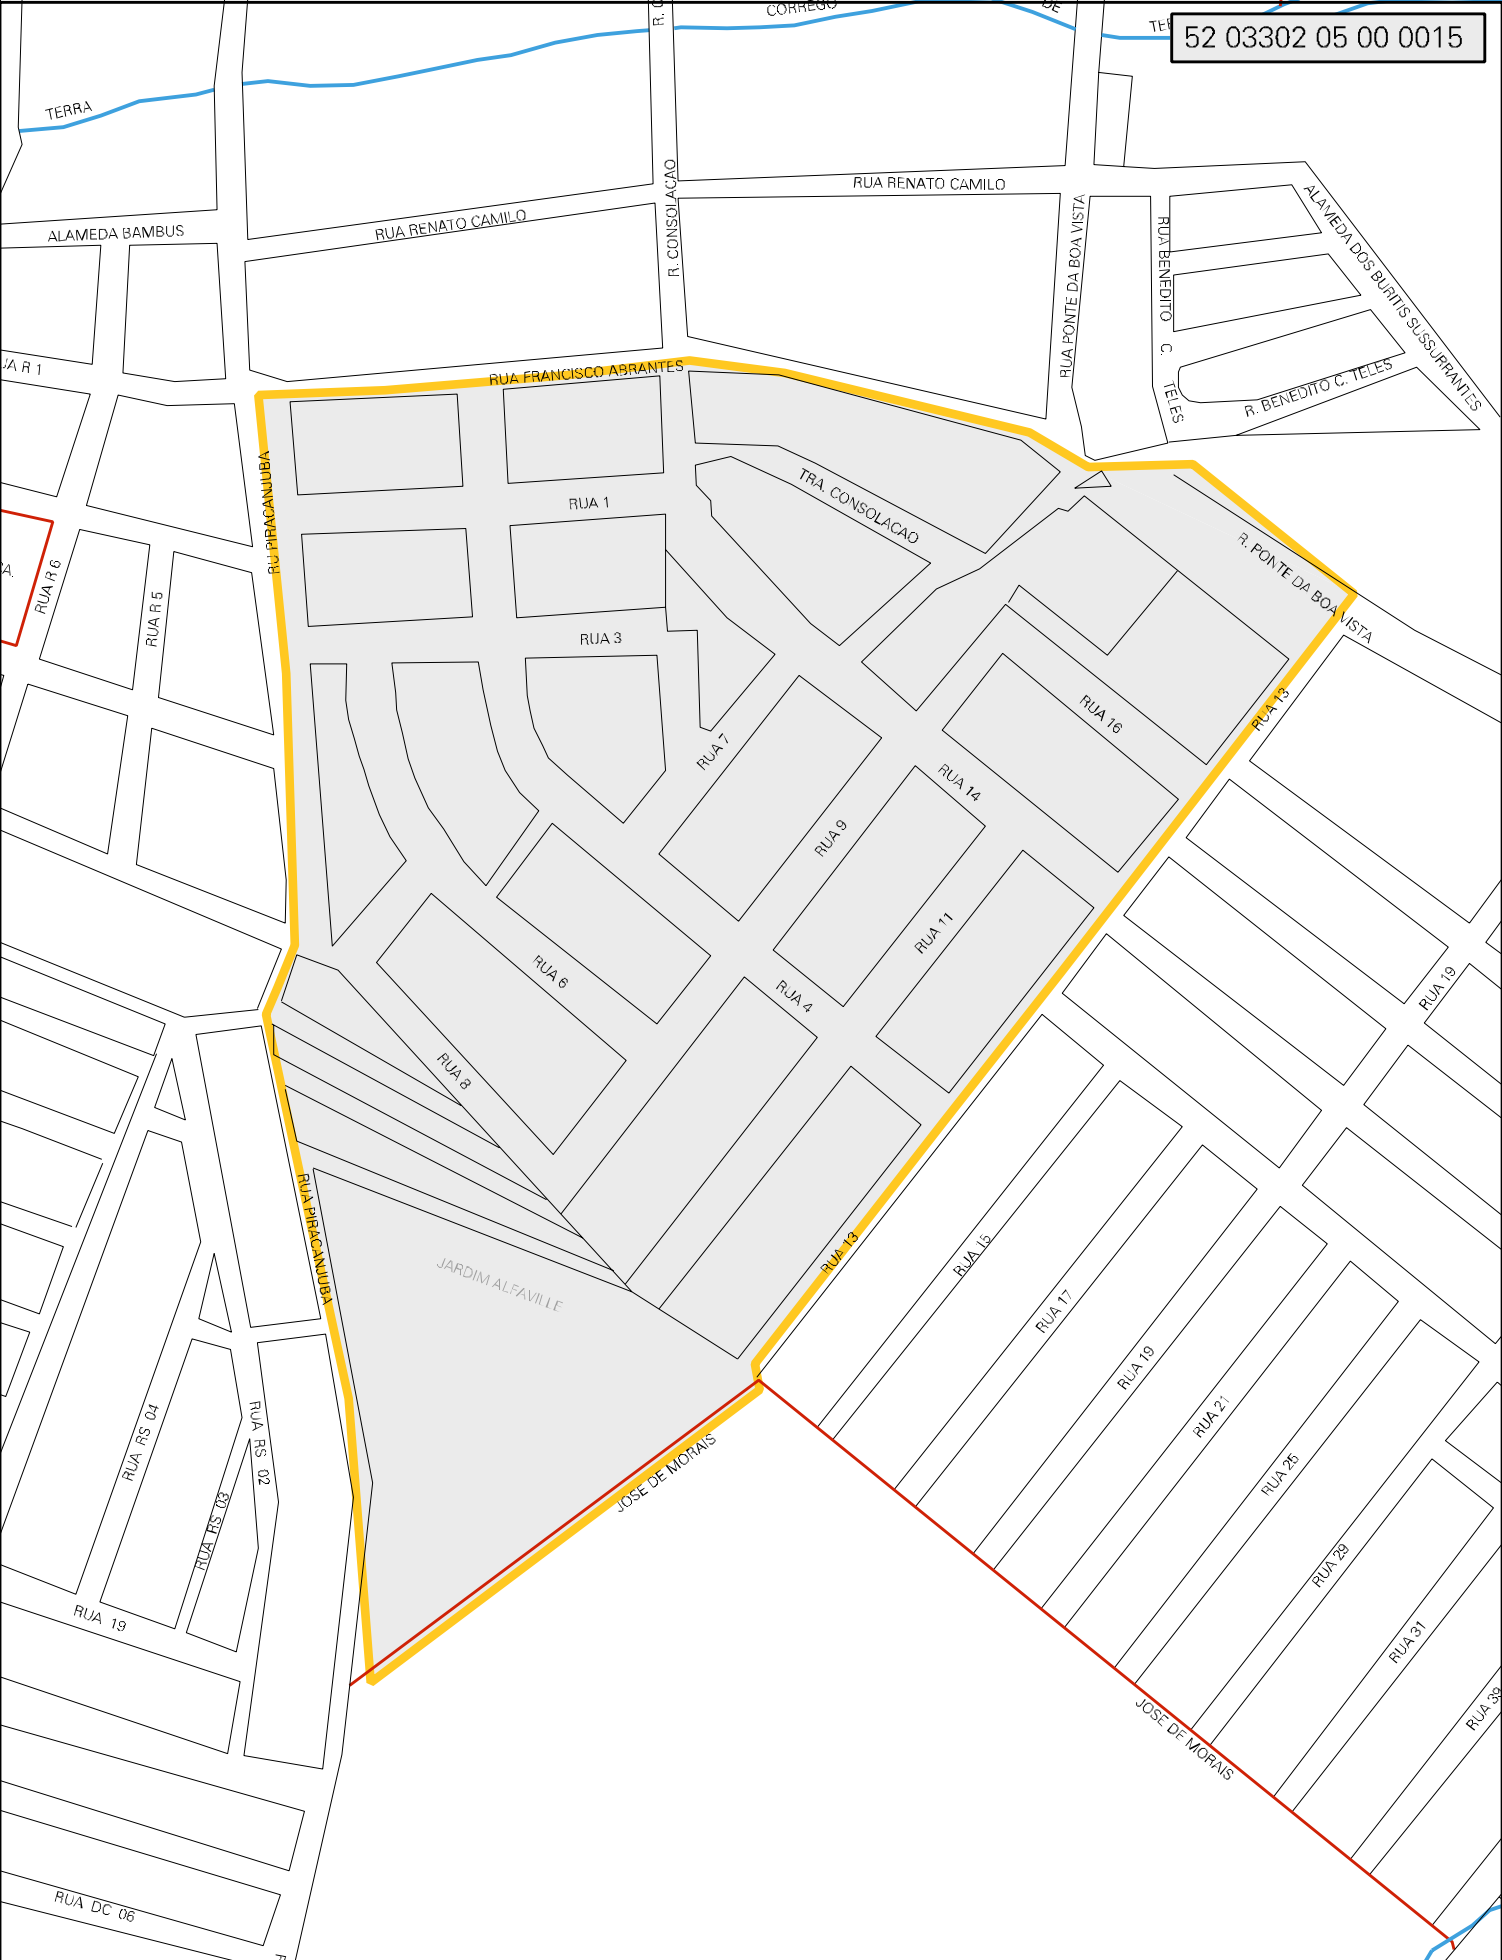 CORREGO
DE
52 03302 05 00 0015
TERRA
RUA RENATO CAMILO
R. CONSOLACAO
RUA RENATO CAMILO
ALAMEDA BAMBUS
RUA PONTE DA BOA VISTA
RUA BENEDITO C. TELES
ALAMEDA DOS BURITIS SUSSURRANTES
R. BENEDITO C. TELES
RUA FRANCISCO ABRANTES
RU PIRACANJUBA
RUA 1
TRA. CONSOLACAO
R. PONTE DA BOA VISTA
RUA R 6
RUA R 5
RUA 3
RUA 7
RUA 16
RUA 13
RUA 14
RUA 9
RUA 11
RUA 6
RUA 4
RUA 19
RUA 8
RUA PIRACANJUBA
JARDIM ALFAVILLE
RUA 13
RUA 15
RUA 17
RUA 19
RUA 21
RUA 25
RUA 29
RUA 31
RUA 39
RUA RS 04
RUA RS 02
RUA RS 03
JOSE DE MORAIS
JOSE DE MORAIS
RUA 19
RUA DC 06